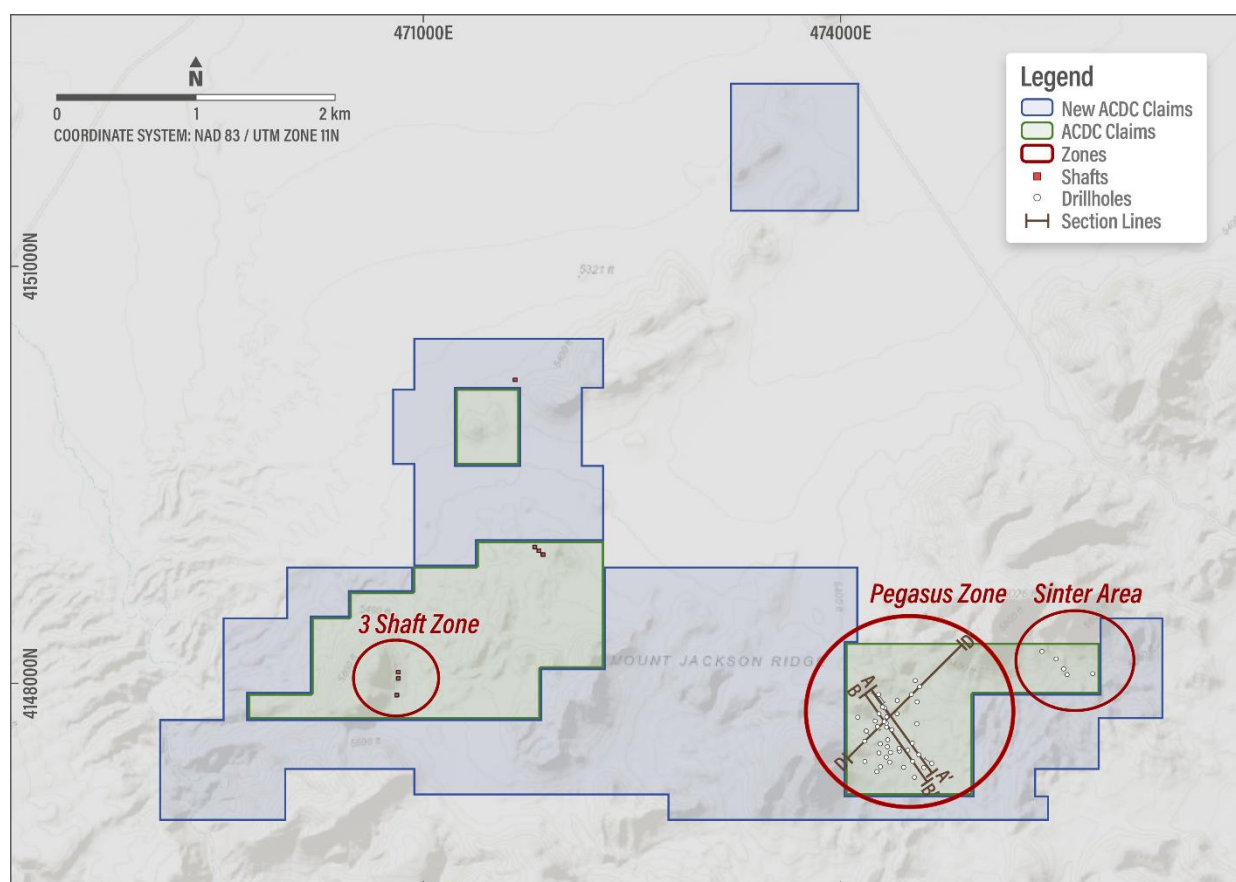 471000E
474000E
N
0
1
2 km
COORDINATE SYSTEM: NAD 83 / UTM ZONE 11N
Legend
New ACDC Claims
ACDC Claims
Zones
Shafts
Drillholes
Section Lines
4151000N
5321 ft
Pegasus Zone
Sinter Area
3 Shaft Zone
MOUNT JACKSON RIDGE
4148000N
D'
A
B
D
A'
B'